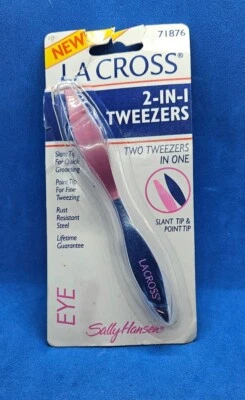 NEW
71876
LA CROSS®
2-IN-1
TWEEZERS
TWO TWEEZERS
IN ONE
Slant Tip
For Quick
Grooming
Point Tip
For Fine
Tweezing
Rust
Resistant
Steel
Lifetime
Guarantee
SLANT TIP &
POINT TIP
LACROSS®
EYE
Sally Hansen®